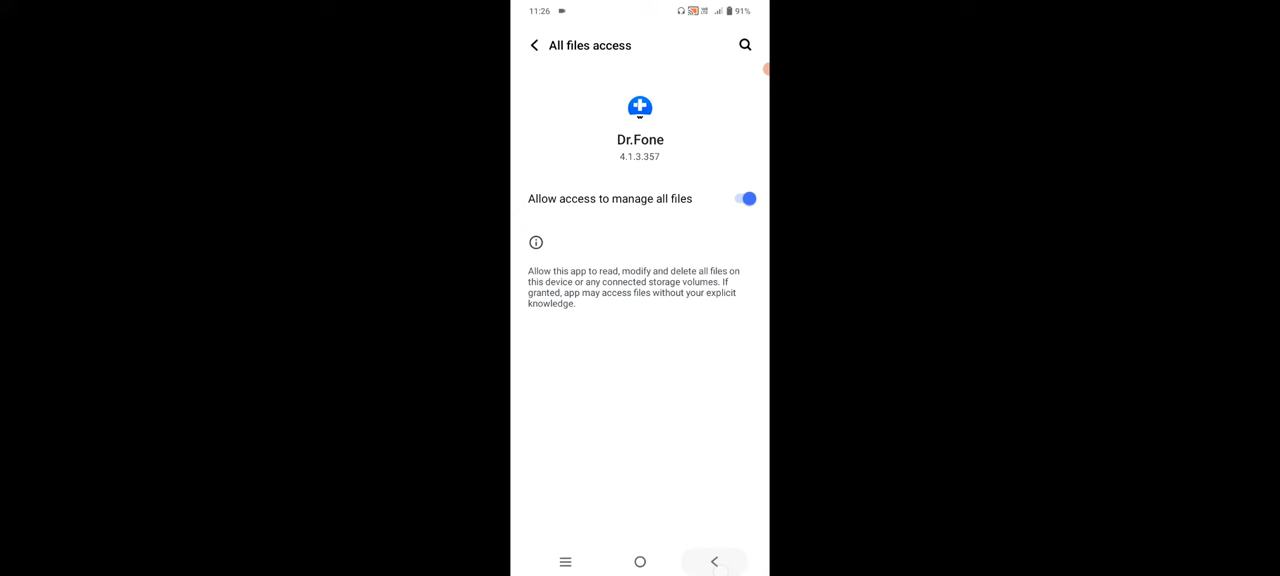 11:26 91%
All files access
Dr.Fone
4.1.3.357
Allow access to manage all files
Allow this app to read, modify and delete all files on
this device or any connected storage volumes. If
granted, app may access files without your explicit
knowledge.